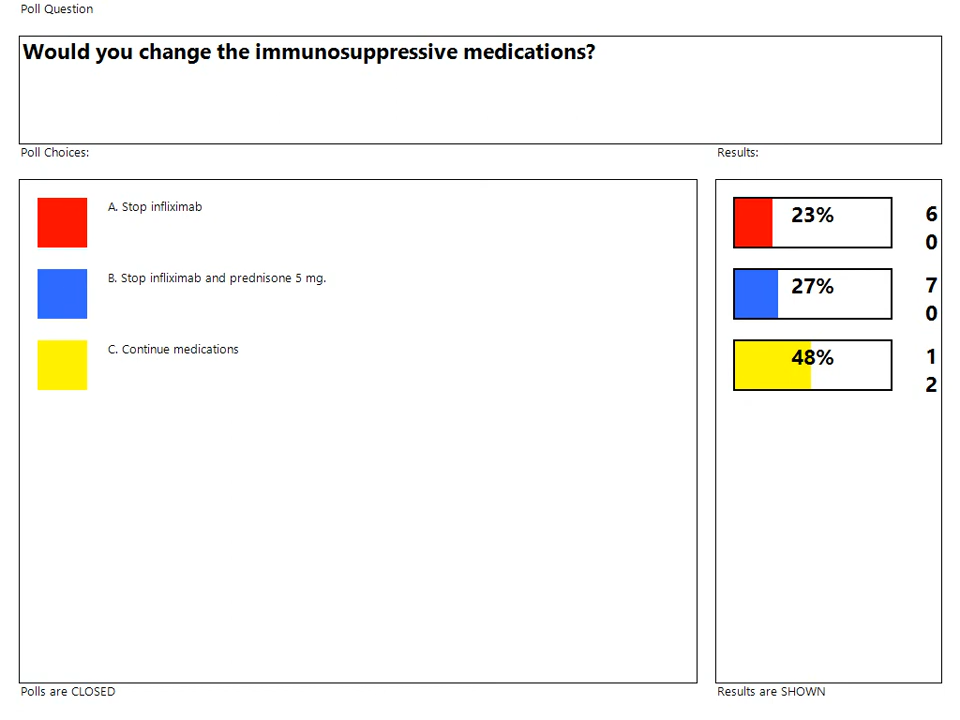 Poll Question
Would you change the immunosuppressive medications?
Poll Choices:
Results:
A. Stop infliximab
23%
6
0
B. Stop infliximab and prednisone 5 mg.
27%
7
0
C. Continue medications
48%
1
2
Polls are CLOSED
Results are SHOWN